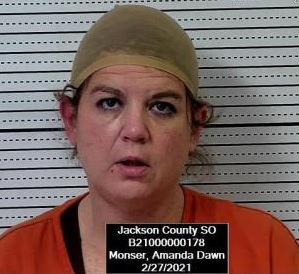 Jackson County SO
B21000000178
Monser, Amanda Dawn
2/27/2021